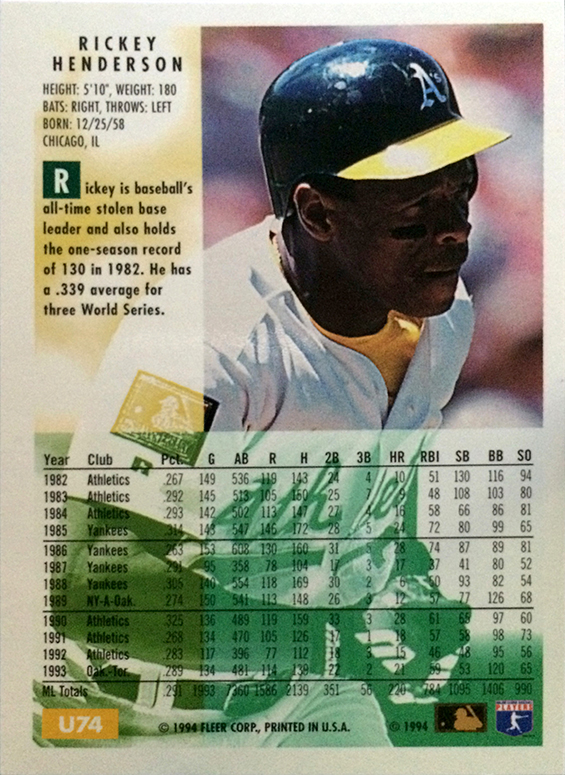 RICKEY
HENDERSON
HEIGHT: 5'10", WEIGHT: 180
BATS: RIGHT, THROWS: LEFT
BORN: 12/25/58
CHICAGO, IL
Rickey is baseball's
all-time stolen base
leader and also holds
the one-season record
of 130 in 1982. He has
a .339 average for
three World Series.
A's
Year Club Pct. G AB R H 2B 3B HR RBI SB BB SO
1982 Athletics .267 149 536 119 143 24 4 10 51 130 116 94
1983 Athletics .292 145 513 105 150 25 7 9 48 108 103 80
1984 Athletics .293 142 502 113 147 27 4 16 58 66 86 81
1985 Yankees .314 143 547 146 172 28 5 24 72 80 99 65
1986 Yankees .263 153 608 130 160 31 5 28 74 87 89 81
1987 Yankees .291 95 358 78 104 17 3 17 37 41 80 52
1988 Yankees .305 140 554 118 169 30 2 6 50 93 82 54
1989 NY-A-Oak. .274 150 541 113 148 26 3 12 57 77 126 68
1990 Athletics .325 136 489 119 159 33 3 28 61 65 97 60
1991 Athletics .268 134 470 105 126 17 1 18 57 58 98 73
1992 Athletics .283 117 396 77 112 18 3 15 46 48 95 56
1993 Oak.-Tor. .289 134 481 114 139 22 2 21 59 53 120 65
ML Totals .291 1993 7360 1586 2139 351 56 220 784 1095 1406 990
U74
© 1994 FLEER CORP., PRINTED IN U.S.A.
© 1994
PLAYERS